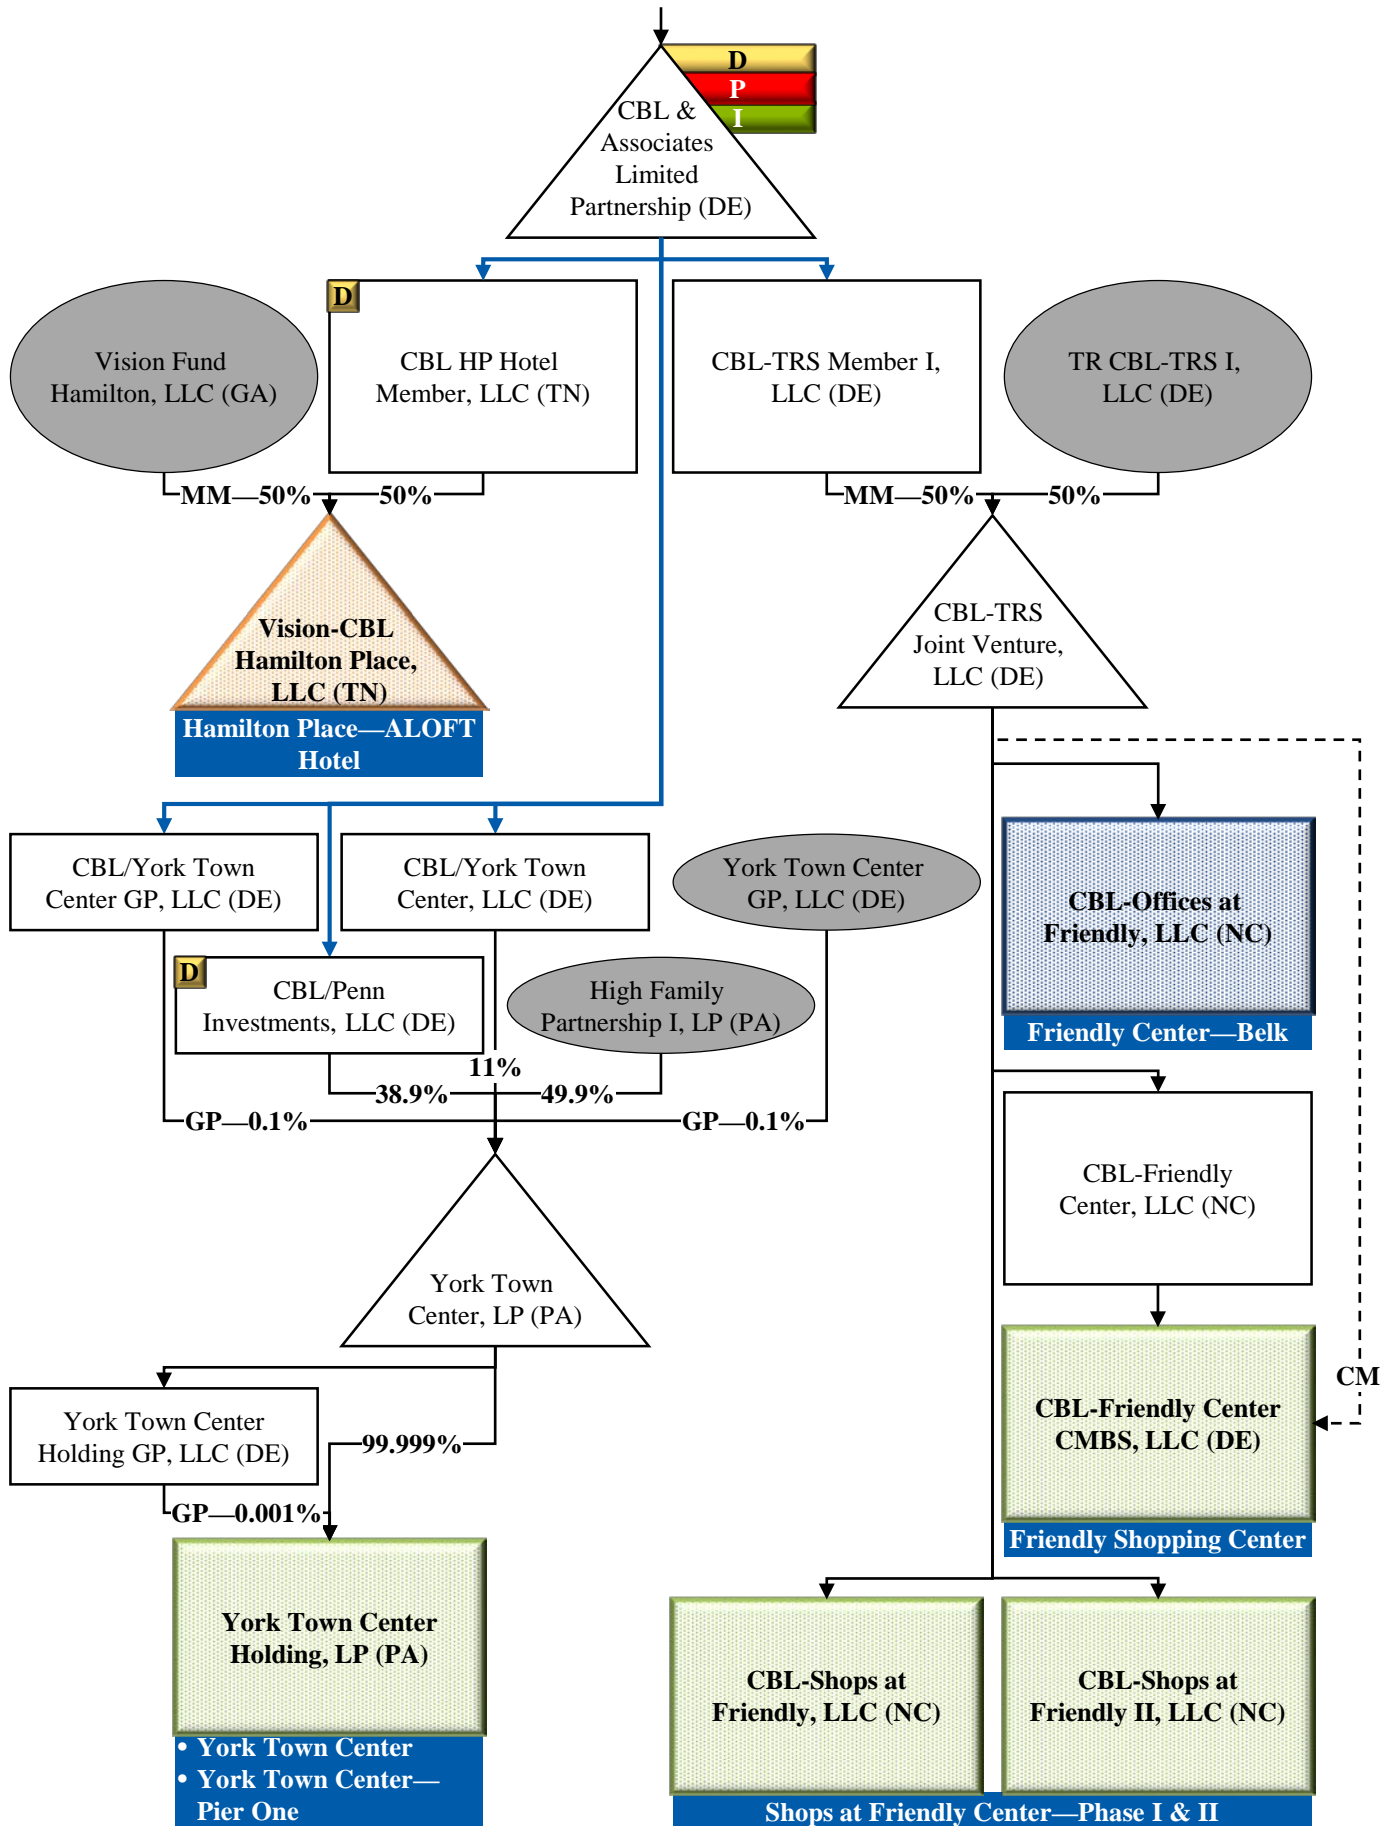 D
P
I
CBL &
Associates
Limited
Partnership (DE)
Vision Fund
Hamilton, LLC (GA)
D
CBL HP Hotel
Member, LLC (TN)
CBL-TRS Member I,
LLC (DE)
TR CBL-TRS I,
LLC (DE)
MM—50%
50%
MM—50%
50%
Vision-CBL
Hamilton Place,
LLC (TN)
Hamilton Place—ALOFT
Hotel
CBL-TRS
Joint Venture,
LLC (DE)
CBL/York Town
Center GP, LLC (DE)
CBL/York Town
Center, LLC (DE)
York Town Center
GP, LLC (DE)
CBL-Offices at
Friendly, LLC (NC)
Friendly Center—Belk
D
CBL/Penn
Investments, LLC (DE)
High Family
Partnership I, LP (PA)
11%
38.9%
49.9%
GP—0.1%
GP—0.1%
CBL-Friendly
Center, LLC (NC)
York Town
Center, LP (PA)
CM
CBL-Friendly Center
CMBS, LLC (DE)
Friendly Shopping Center
York Town Center
Holding GP, LLC (DE)
99.999%
GP—0.001%
York Town Center
Holding, LP (PA)
• York Town Center
• York Town Center—
Pier One
CBL-Shops at
Friendly, LLC (NC)
CBL-Shops at
Friendly II, LLC (NC)
Shops at Friendly Center—Phase I & II